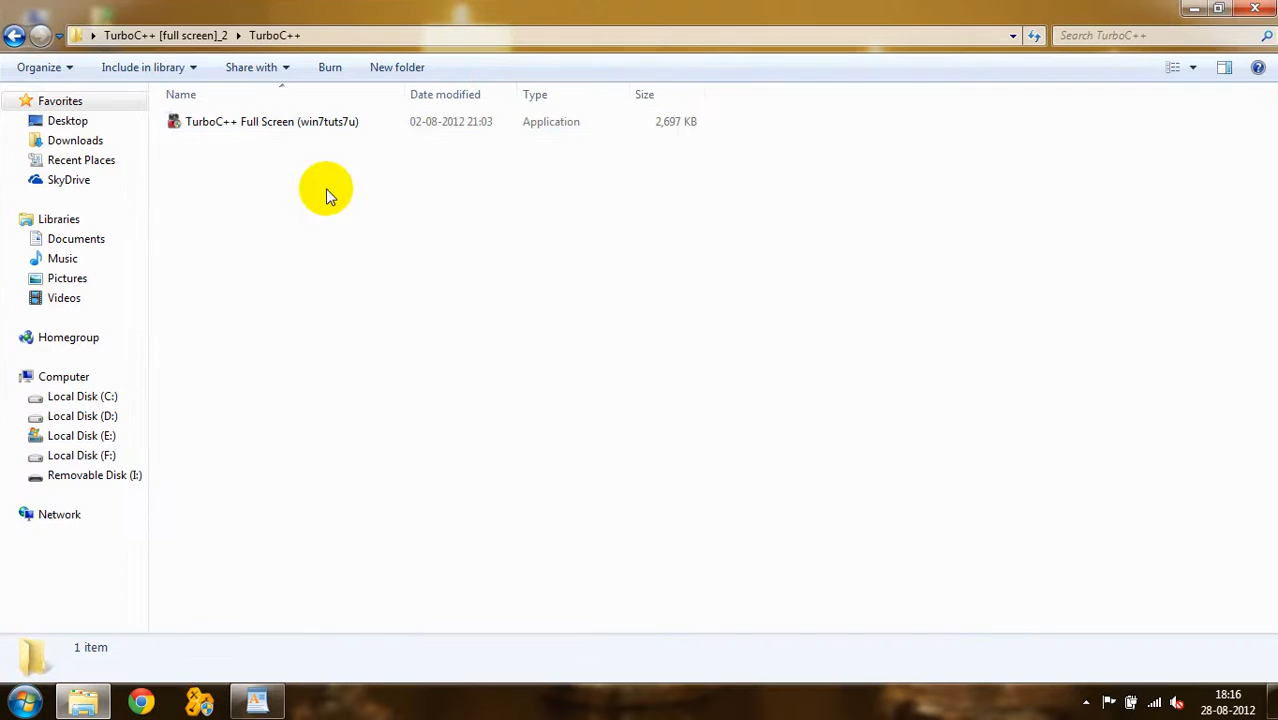 TurboC++ [full screen]_2 TurboC++ Search TurboC++
Organize Include in library Share with Burn New folder
Name Date modified Type Size
TurboC++ Full Screen (win7tuts7u) 02-08-2012 21:03 Application 2,697 KB
Favorites
Desktop
Downloads
Recent Places
SkyDrive
Libraries
Documents
Music
Pictures
Videos
Homegroup
Computer
Local Disk (C:)
Local Disk (D:)
Local Disk (E:)
Local Disk (F:)
Removable Disk (I:)
Network
1 item
18:16
28-08-2012